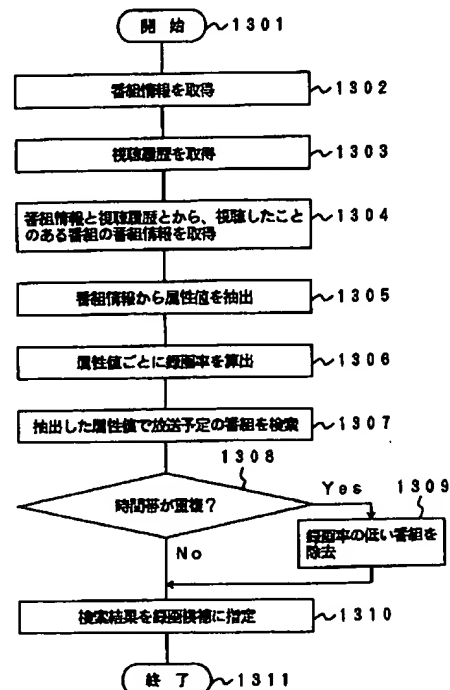 開 始 1301
番組情報を取得 1302
視聴履歴を取得 1303
番組情報と視聴履歴とから、視聴したこと
のある番組の番組情報を取得 1304
番組情報から属性値を抽出 1305
属性値ごとに録画率を算出 1306
抽出した属性値で放送予定の番組を検索 1307
1308
時間帯が重複?
Yes 1309
録画率の低い番組を
除去
No
検索結果を録画候補に指定 1310
終 了 1311